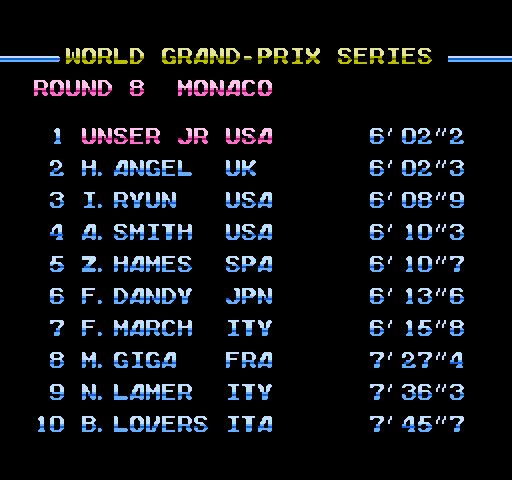 WORLD GRAND-PRIX SERIES
ROUND 8 MONACO
1 UNSER JR USA 6'02"2
2 H. ANGEL UK 6'02"3
3 I. RYUN USA 6'08"9
4 A. SMITH USA 6'10"3
5 Z. HAMES SPA 6'10"7
6 F. DANDY JPN 6'13"6
7 F. MARCH ITY 6'15"8
8 M. GIGA FRA 7'27"4
9 N. LAMER ITY 7'36"3
10 B. LOVERS ITA 7'45"7